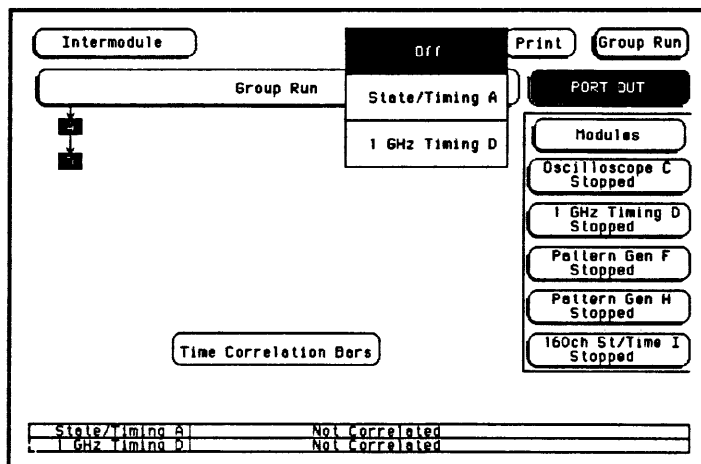 Intermodule
Off
Print
Group Run
Group Run
State/Timing A
PORT OUT
1 GHz Timing D
Modules
Oscilloscope C
Stopped
1 GHz Timing D
Stopped
Pattern Gen F
Stopped
Pattern Gen H
Stopped
Time Correlation Bars
160ch St/Time I
Stopped
State/Timing A Not Correlated
1 GHz Timing D Not Correlated